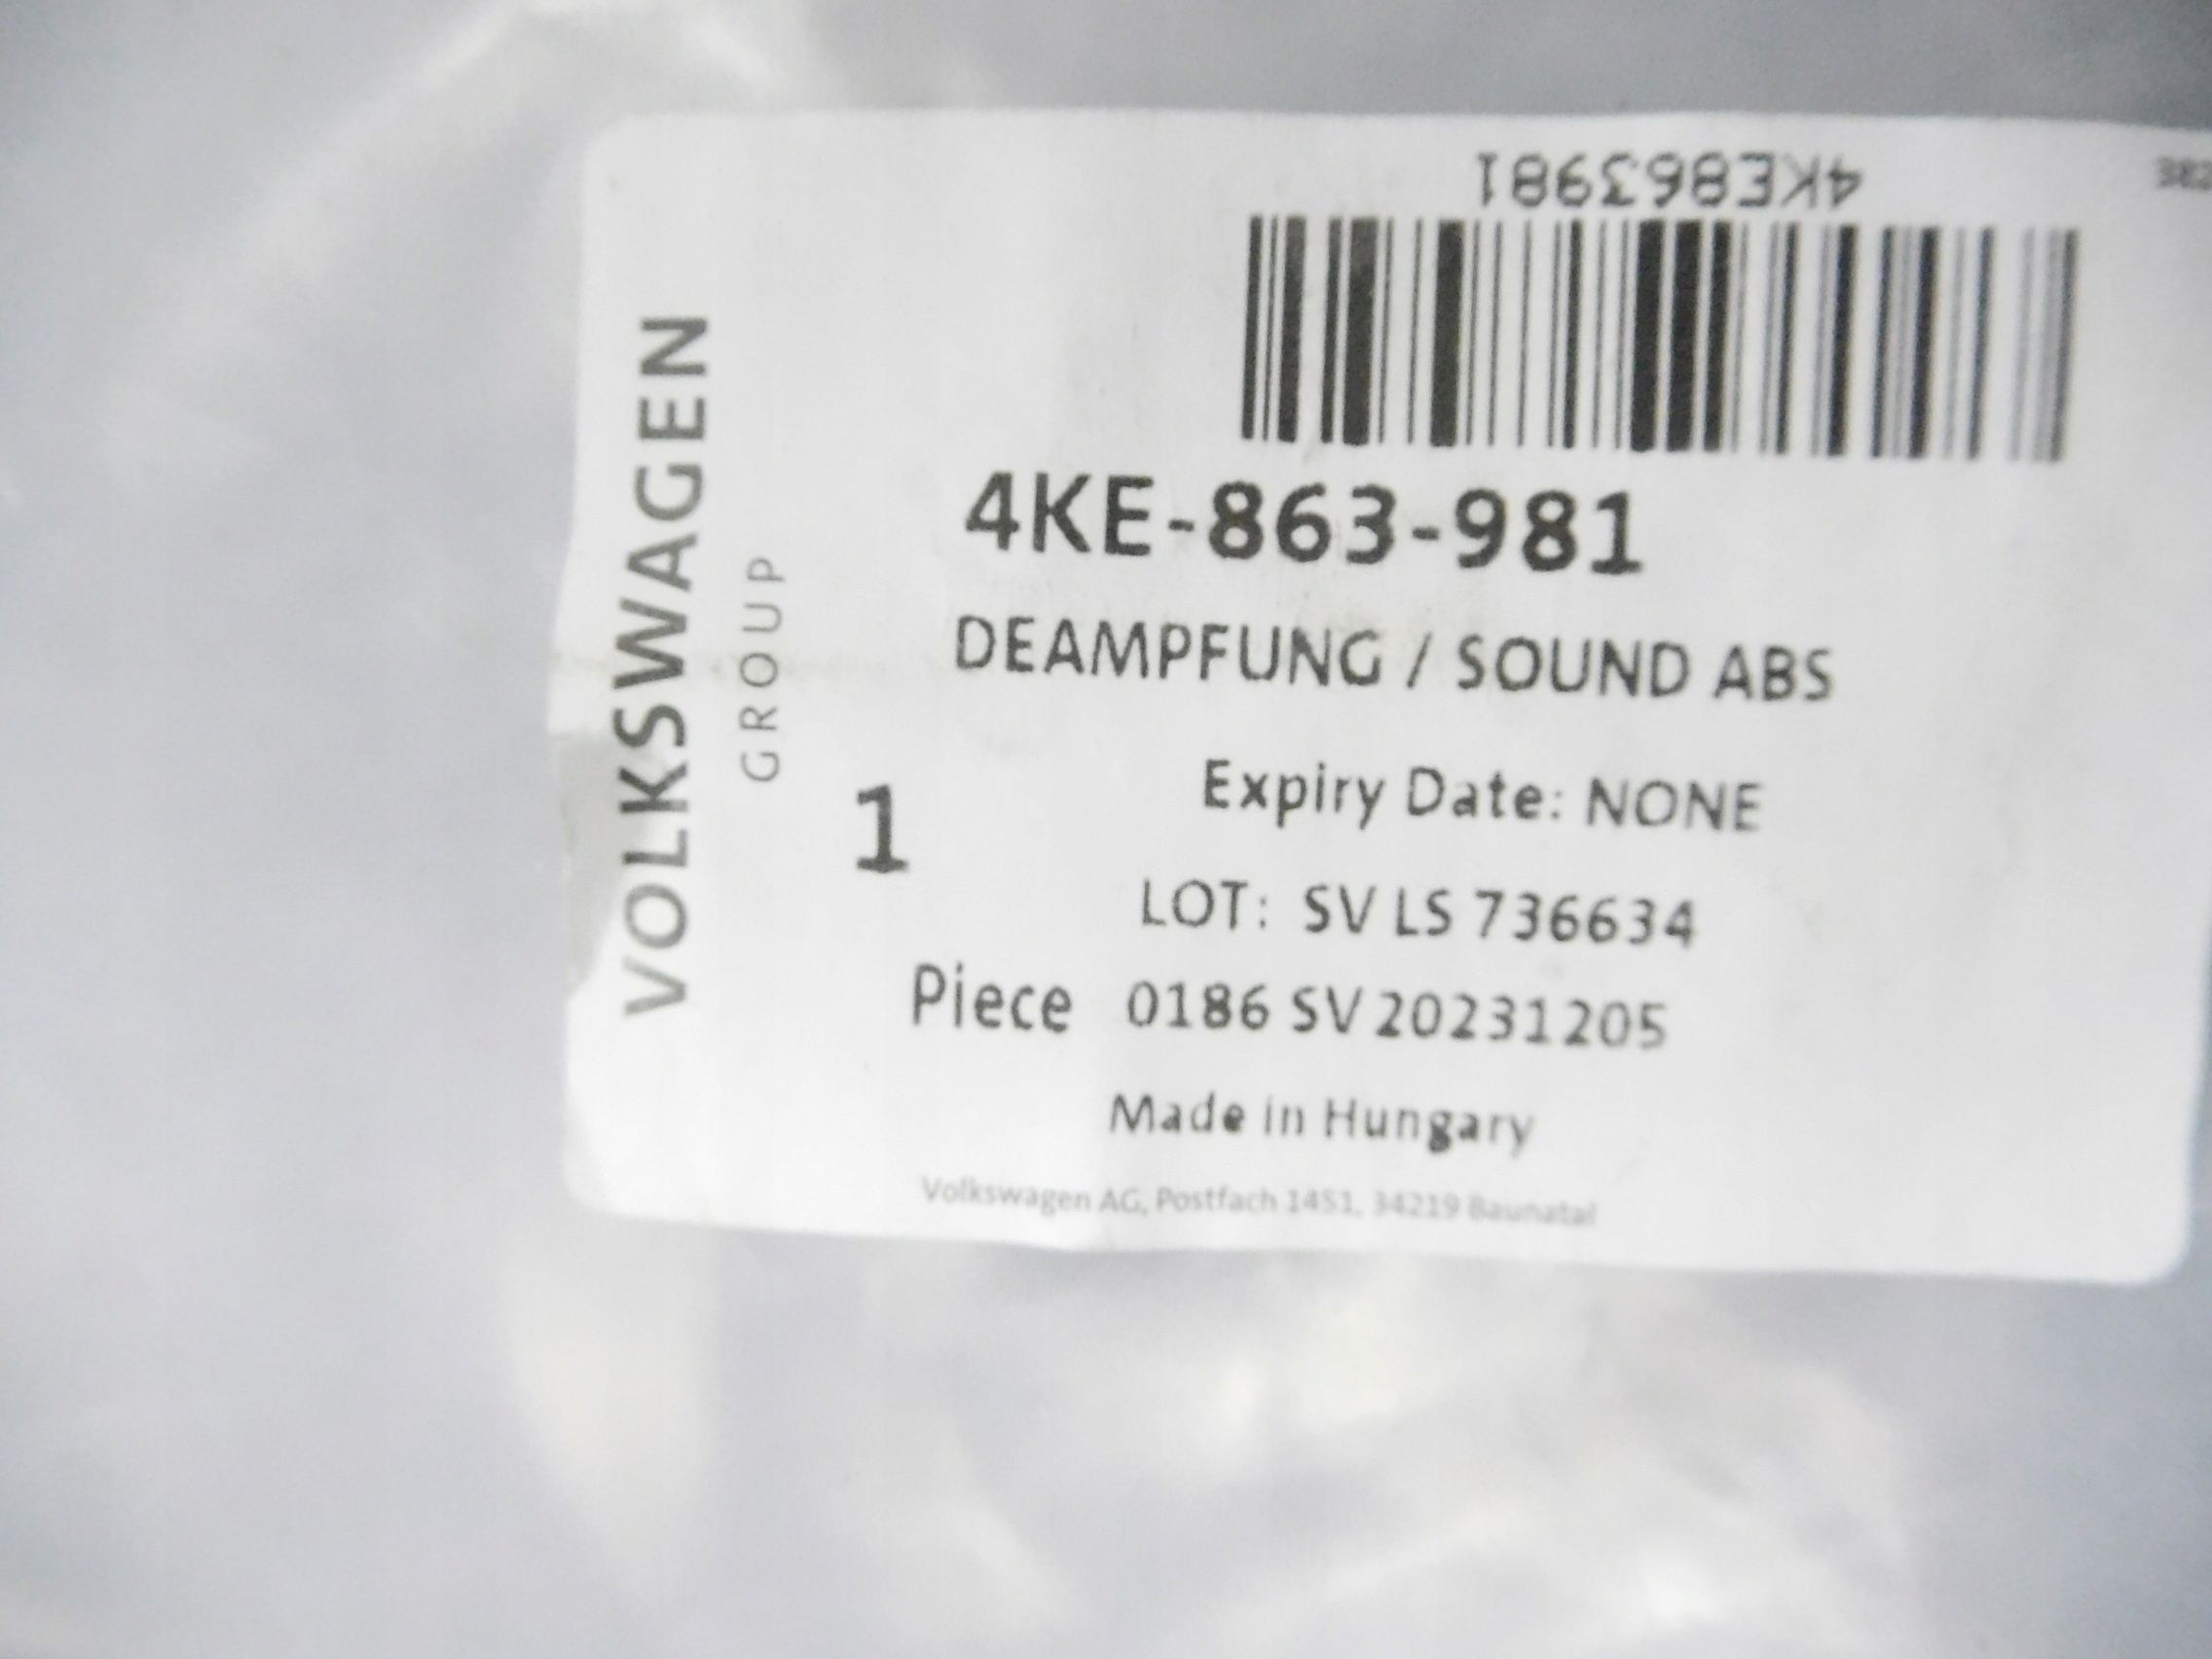 4KE863981
VOLKSWAGEN
GROUP
4KE-863-981
DEAMPFUNG / SOUND ABS
Expiry Date: NONE
1
LOT: SV LS 736634
Piece 0186 SV 20231205
Made in Hungary
Volkswagen AG, Postfach 1451, 34219 Baunatal